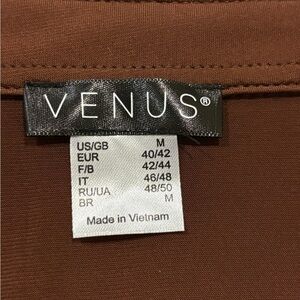 VENUS®
US/GB M
EUR 40/42
F/B 42/44
IT 46/48
RU/UA 48/50
BR M
Made in Vietnam